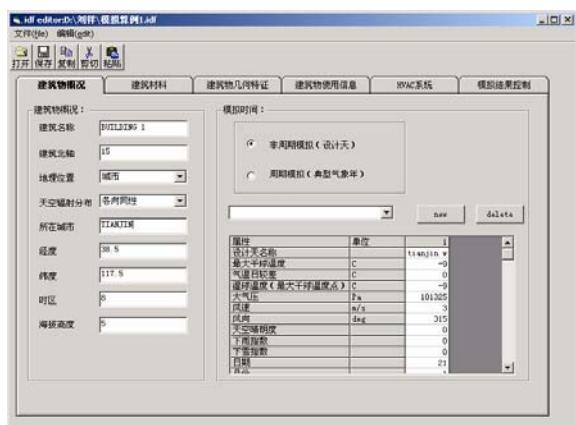 idf editor:D:\刘祥\模拟算例1.idf
文件(file) 编辑(edit)
打开 保存 复制 剪切 粘贴
建筑物概况 建筑材料 建筑物几何特征 建筑物使用信息 HVAC系统 模拟结果控制
建筑物概况：
建筑名称 BUILDING 1
建筑北轴 15
地理位置 城市
天空辐射分布 各向同性
所在城市 TIANJIN
经度 38.5
纬度 117.5
时区 8
海拔高度 5
模拟时间：
非周期模拟(设计天)
周期模拟(典型气象年)
new delete
属性 单位 1
设计天名称 tianjin w
最大干球温度 C -9
气温日较差 C 0
湿球温度(最大干球温度点) C -9
大气压 Pa 101325
风速 m/s 3
风向 deg 315
天空晴朗度 0
下雨指数 0
下雪指数 0
日期 21